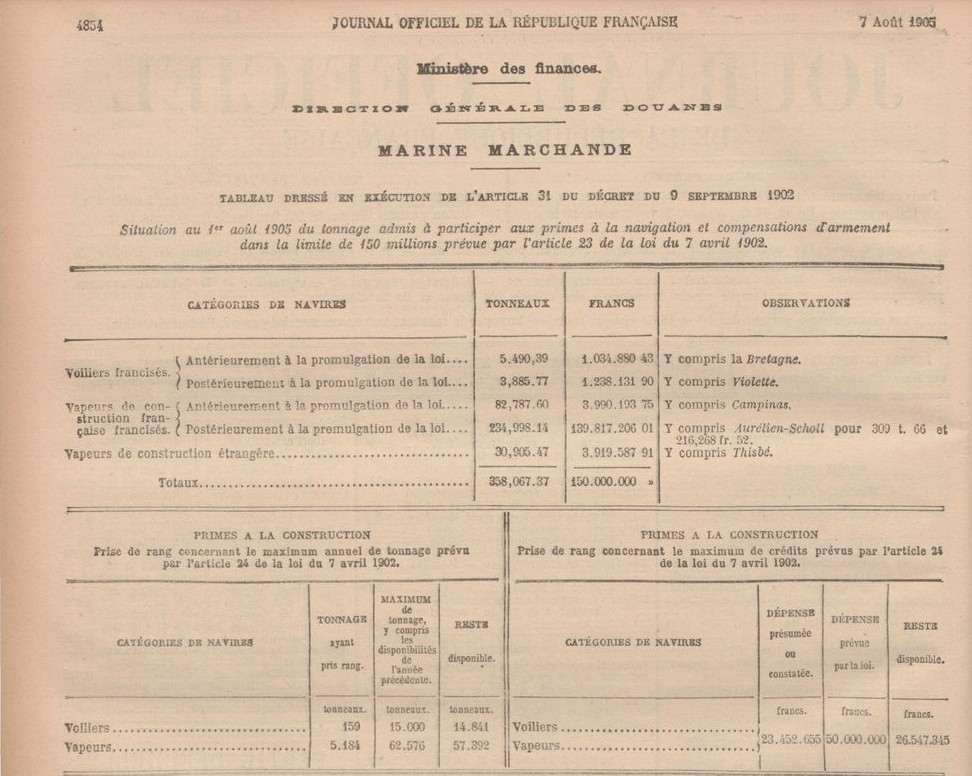 4854 JOURNAL OFFICIEL DE LA RÉPUBLIQUE FRANÇAISE 7 Août 1905
Ministère des finances.
DIRECTION GÉNÉRALE DES DOUANES
MARINE MARCHANDE
TABLEAU DRESSÉ EN EXÉCUTION DE L'ARTICLE 31 DU DÉCRET DU 9 SEPTEMBRE 1902
Situation au 1er août 1905 du tonnage admis à participer aux primes à la navigation et compensations d'armement
dans la limite de 150 millions prévue par l'article 23 de la loi du 7 avril 1902.
CATÉGORIES DE NAVIRES TONNEAUX FRANCS OBSERVATIONS
Voiliers francisés.
Antérieurement à la promulgation de la loi.... 5.490,39 1.034.880 43 Y compris la Bretagne.
Postérieurement à la promulgation de la loi.... 3,885.77 1.238.131 90 Y compris Violette.
Vapeurs de con-
struction fran-
çaise francisés.
Antérieurement à la promulgation de la loi..... 82,787.60 3.990.193 75 Y compris Campinas.
Postérieurement à la promulgation de la loi.... 234,998.14 139.817.206 01 Y compris Aurélien-Scholl pour 309 t. 66 et
216,268 fr. 52.
Vapeurs de construction étrangère.... 30,905.47 3.919.587 91 Y compris Thisbé.
Totaux.... 358,067.37 150.000.000 »
PRIMES A LA CONSTRUCTION
Prise de rang concernant le maximum annuel de tonnage prévu
par l'article 24 de la loi du 7 avril 1902.
CATÉGORIES DE NAVIRES
TONNAGE
ayant
pris rang.
MAXIMUM
de
tonnage,
y compris
les
disponibilités
de
l'année
précédente.
RESTE
disponible.
tonneaux. tonneaux. tonneaux.
Voiliers.... 159 15.000 14.841
Vapeurs.... 5.184 62.576 57.392
PRIMES A LA CONSTRUCTION
Prise de rang concernant le maximum de crédits prévus par l'article 24
de la loi du 7 avril 1902.
CATÉGORIES DE NAVIRES
DÉPENSE
présumée
ou
constatée.
DÉPENSE
prévue
par la loi.
RESTE
disponible.
francs. francs. francs.
Voiliers....
Vapeurs.... 23.452.655 50.000.000 26.547.345